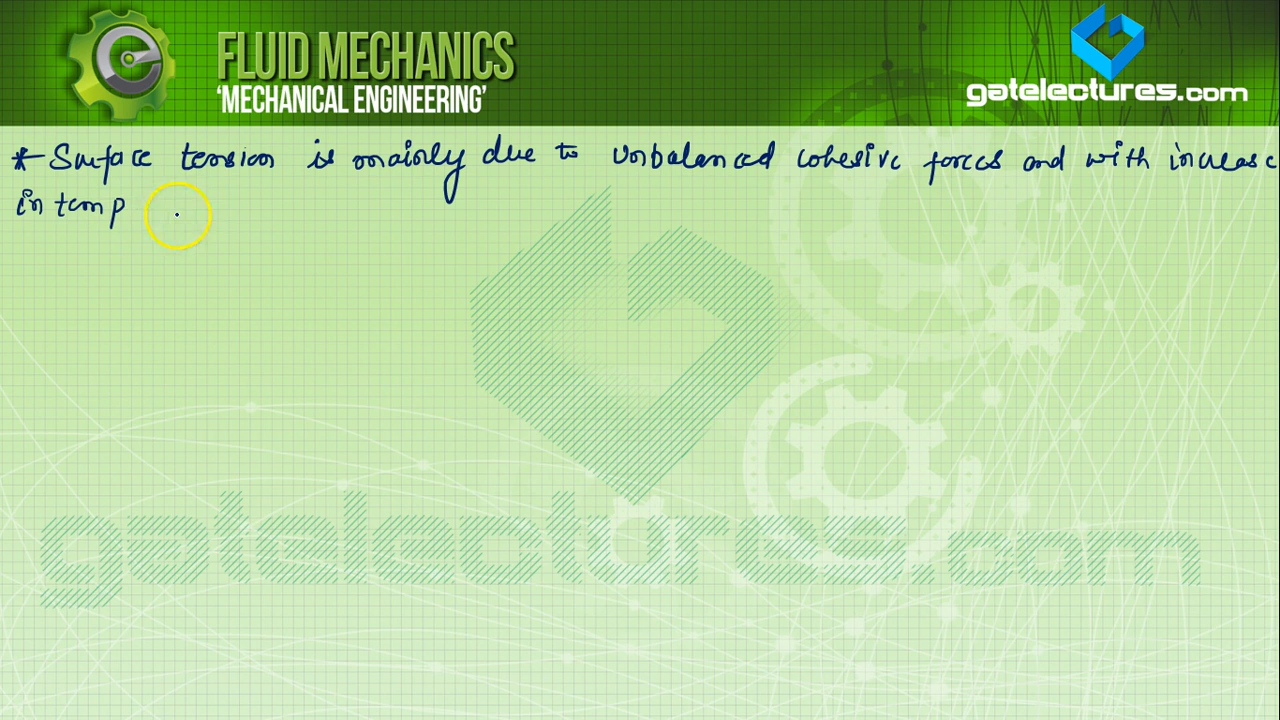 FLUID MECHANICS
'MECHANICAL ENGINEERING'
gatelectures.com
* Surface tension is mainly due to unbalanced cohesive forces and with increase
in temp
gatelectures.com